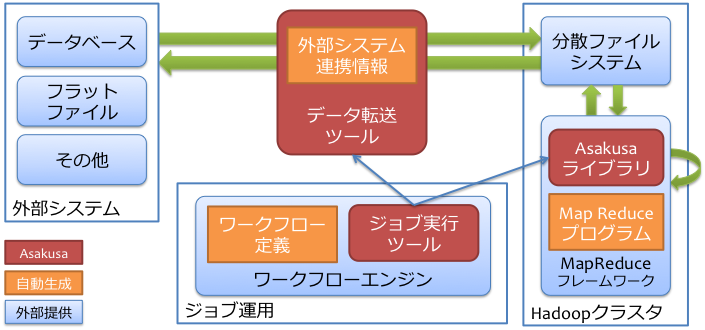 データベース
フラット
ファイル
その他
外部システム
外部システム
連携情報
データ転送
ツール
分散ファイル
システム
Asakusa
ライブラリ
Map Reduce
プログラム
MapReduce
フレームワーク
Hadoopクラスタ
ワークフロー
定義
ジョブ実行
ツール
ワークフローエンジン
ジョブ運用
Asakusa
自動生成
外部提供